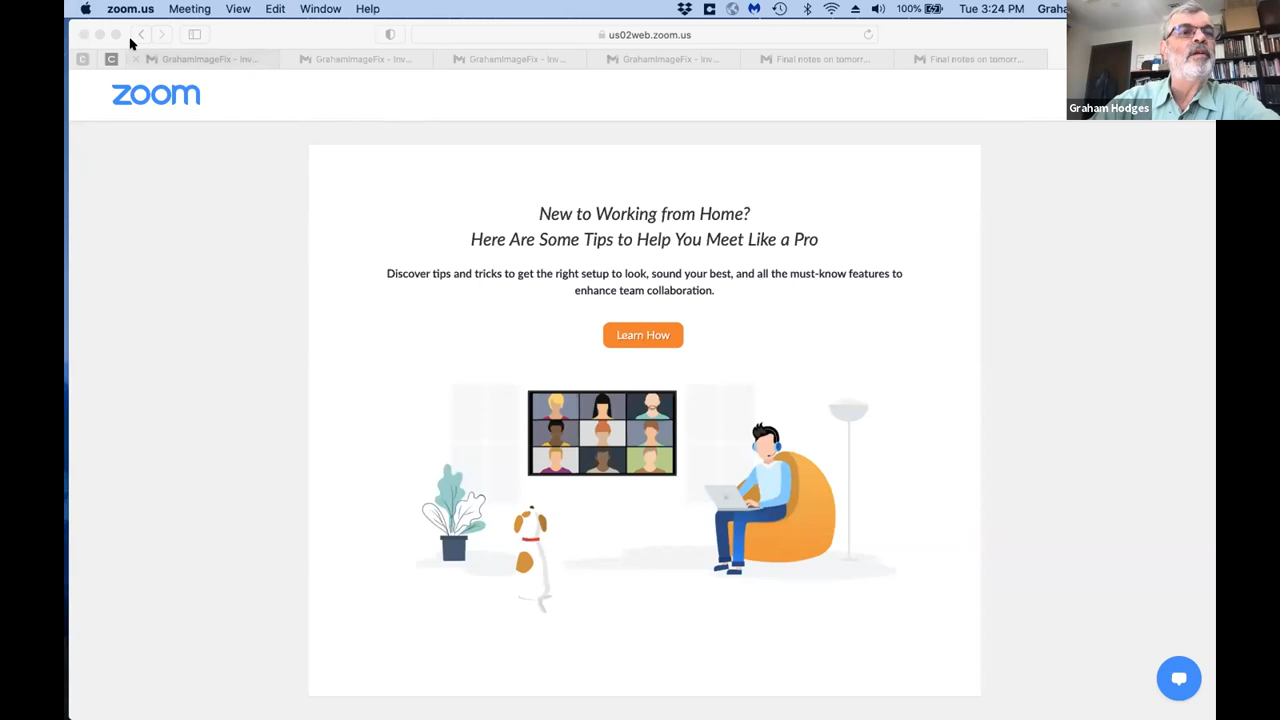 zoom.us Meeting View Edit Window Help 100% Tue 3:24 PM Graha
us02web.zoom.us
C C GrahamImageFix - Inv... GrahamImageFix - Inv... GrahamImageFix - Inv... GrahamImageFix - Inv... Final notes on tomorr... Final notes on tomorr...
zoom
Graham Hodges
New to Working from Home?
Here Are Some Tips to Help You Meet Like a Pro
Discover tips and tricks to get the right setup to look, sound your best, and all the must-know features to
enhance team collaboration.
Learn How